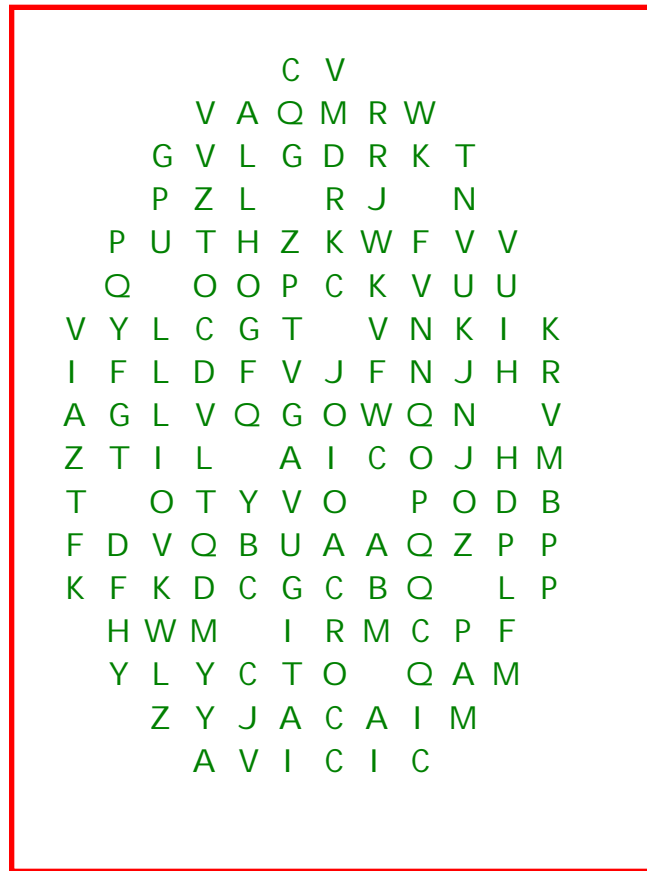 C V
V A Q M R W
G V L G D R K T
P Z L R J N
P U T H Z K W F V V
Q O O P C K V U U
V Y L C G T V N K I K
I F L D F V J F N J H R
A G L V Q G O W Q N V
Z T I L A I C O J H M
T O T Y V O P O D B
F D V Q B U A A Q Z P P
K F K D C G C B Q L P
H W M I R M C P F
Y L Y C T O Q A M
Z Y J A C A I M
A V I C I C